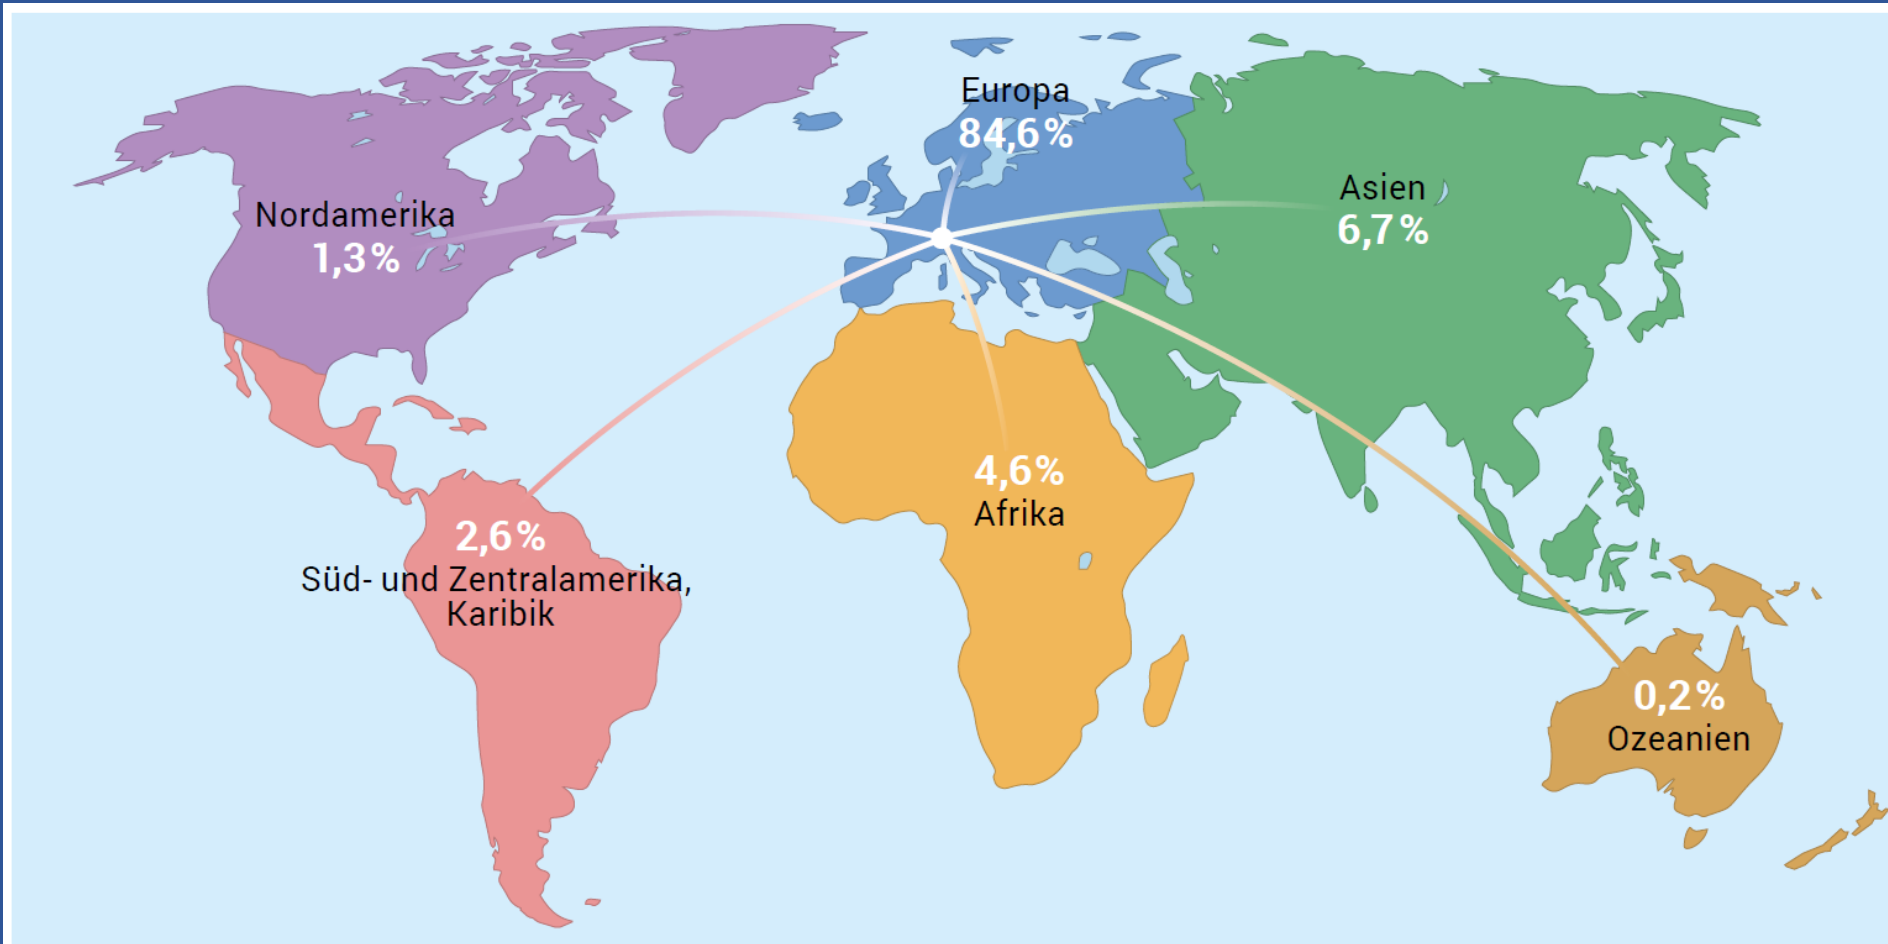 Europa
84,6%
Asien
6,7%
Nordamerika
1,3%
4,6%
Afrika
2,6%
Süd- und Zentralamerika,
Karibik
0,2%
Ozeanien